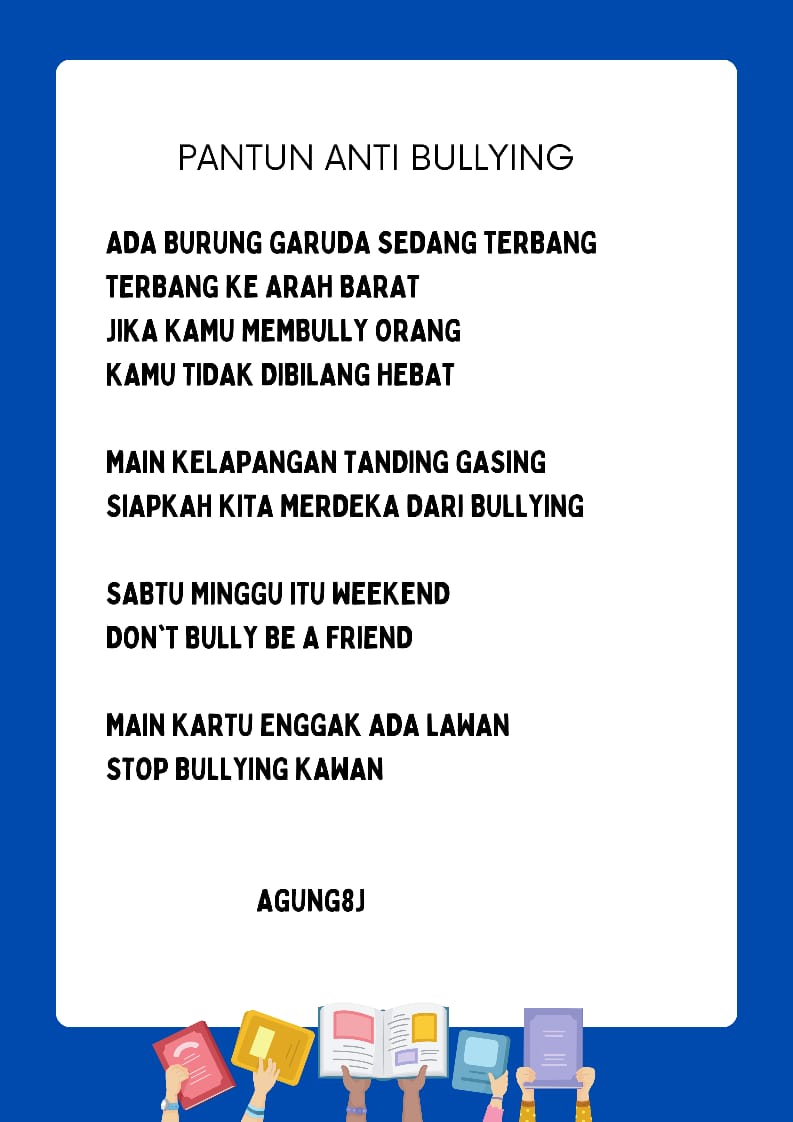 PANTUN ANTI BULLYING
ADA BURUNG GARUDA SEDANG TERBANG
TERBANG KE ARAH BARAT
JIKA KAMU MEMBULLY ORANG
KAMU TIDAK DIBILANG HEBAT
MAIN KELAPANGAN TANDING GASING
SIAPKAH KITA MERDEKA DARI BULLYING
SABTU MINGGU ITU WEEKEND
DON`T BULLY BE A FRIEND
MAIN KARTU ENGGAK ADA LAWAN
STOP BULLYING KAWAN
AGUNG8J